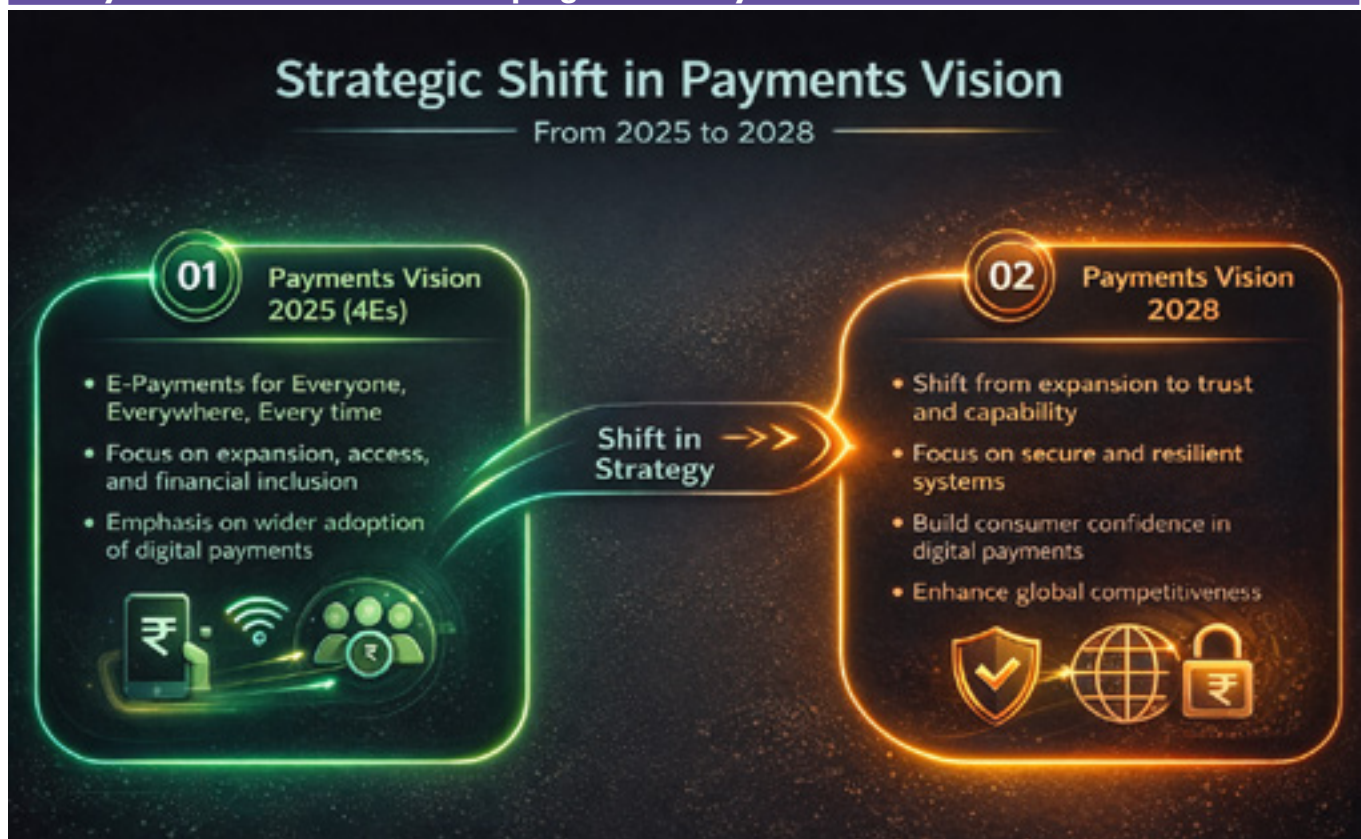 Strategic Shift in Payments Vision
From 2025 to 2028
01
Payments Vision
2025 (4Es)
• E-Payments for Everyone,
Everywhere, Every time
• Focus on expansion, access,
and financial inclusion
• Emphasis on wider adoption
of digital payments
₹
₹
Shift in
Strategy
02
Payments Vision
2028
• Shift from expansion to trust
and capability
• Focus on secure and resilient
systems
• Build consumer confidence in
digital payments
• Enhance global competitiveness
₹